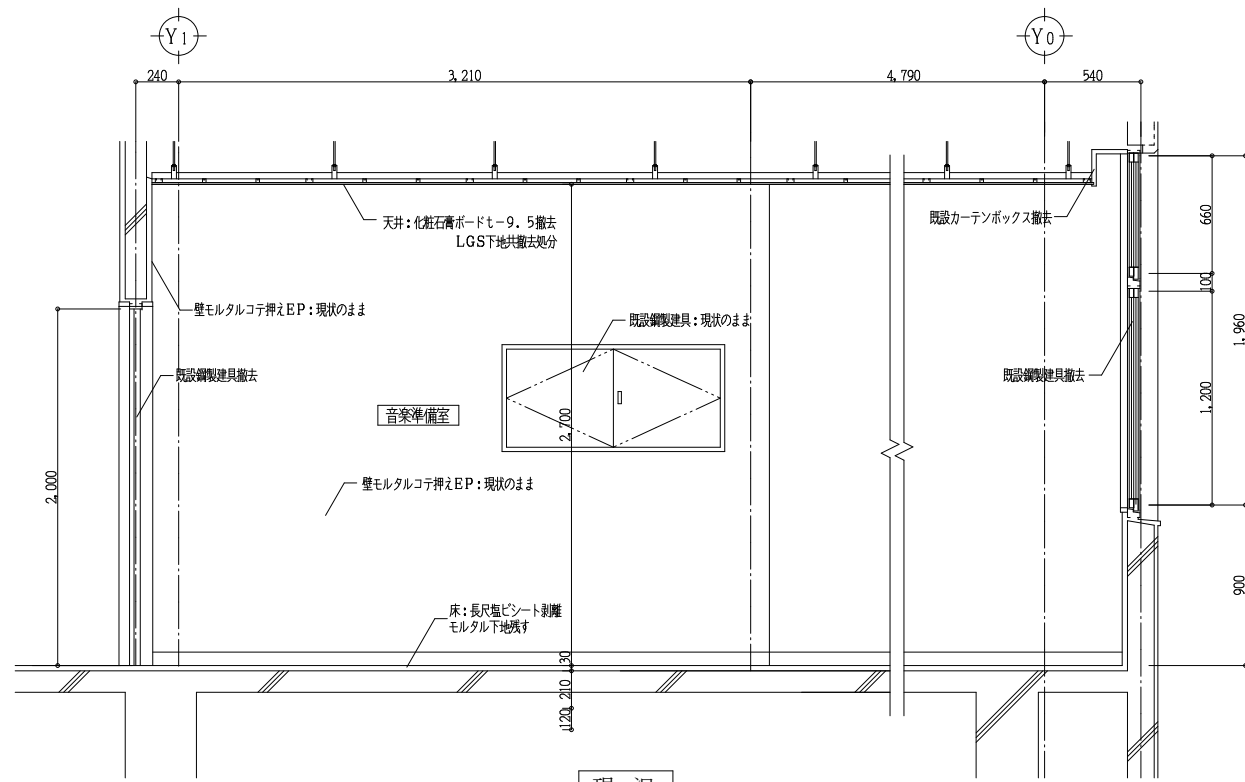 Y1
Y0
240
3,210
4,790
540
天井：化粧石膏ボードt－9．5撤去
LGS下地共撤去処分
既設カーテンボックス撤去
660
100
1,960
壁モルタルコテ押えEP：現状のまま
既設鋼製建具：現状のまま
既設鋼製建具撤去
既設鋼製建具撤去
1,200
音楽準備室
2,700
2,000
壁モルタルコテ押えEP：現状のまま
900
床：長尺塩ビシート剥離
モルタル下地残す
30
210
120